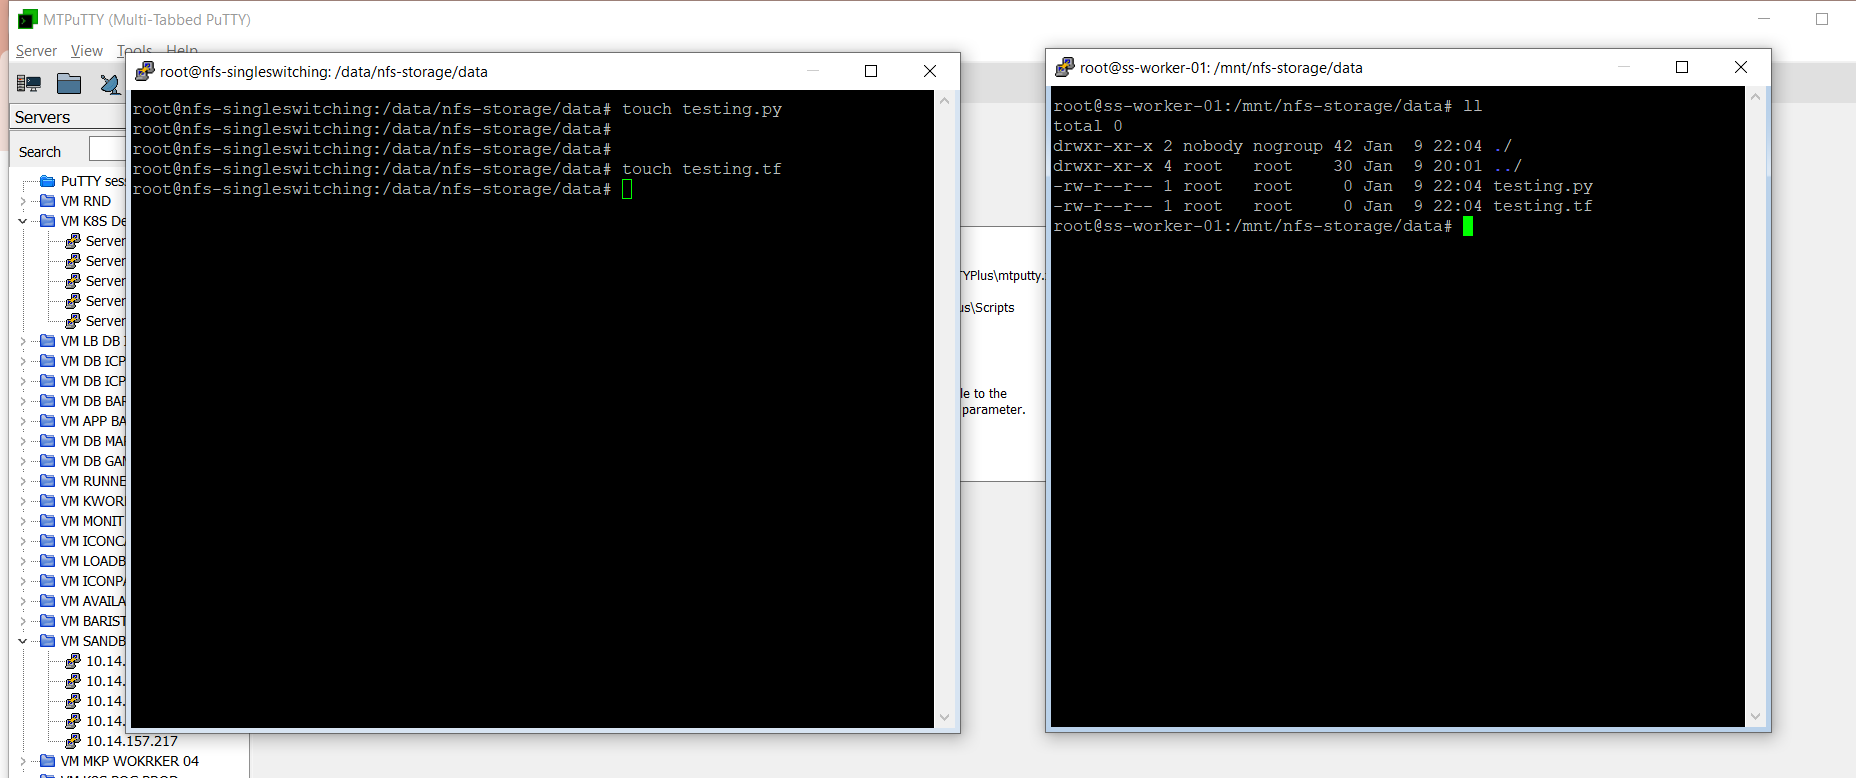 MTPuTTY (Multi-Tabbed PuTTY)
Server View Tools Help
Servers
Search
PuTTY ses
VM RND
VM K8S De
Server
Server
Server
Server
Server
VM LB DB
VM DB ICP
VM DB ICP
VM DB BAR
VM APP BA
VM DB MAI
VM DB GAN
VM RUNNE
VM KWOR
VM MONIT
VM ICONCA
VM LOADB
VM ICONPA
VM AVAILA
VM BARIST
VM SANDB
10.14.
10.14.
10.14.
10.14.
10.14.157.217
VM MKP WOKRKER 04
root@nfs-singleswitching: /data/nfs-storage/data
root@nfs-singleswitching:/data/nfs-storage/data# touch testing.py
root@nfs-singleswitching:/data/nfs-storage/data#
root@nfs-singleswitching:/data/nfs-storage/data#
root@nfs-singleswitching:/data/nfs-storage/data# touch testing.tf
root@nfs-singleswitching:/data/nfs-storage/data#
TYPlus\mtputty.
us\Scripts
le to the
parameter.
root@ss-worker-01: /mnt/nfs-storage/data
root@ss-worker-01:/mnt/nfs-storage/data# ll
total 0
drwxr-xr-x 2 nobody nogroup 42 Jan  9 22:04 ./
drwxr-xr-x 4 root   root    30 Jan  9 20:01 ../
-rw-r--r-- 1 root   root     0 Jan  9 22:04 testing.py
-rw-r--r-- 1 root   root     0 Jan  9 22:04 testing.tf
root@ss-worker-01:/mnt/nfs-storage/data#